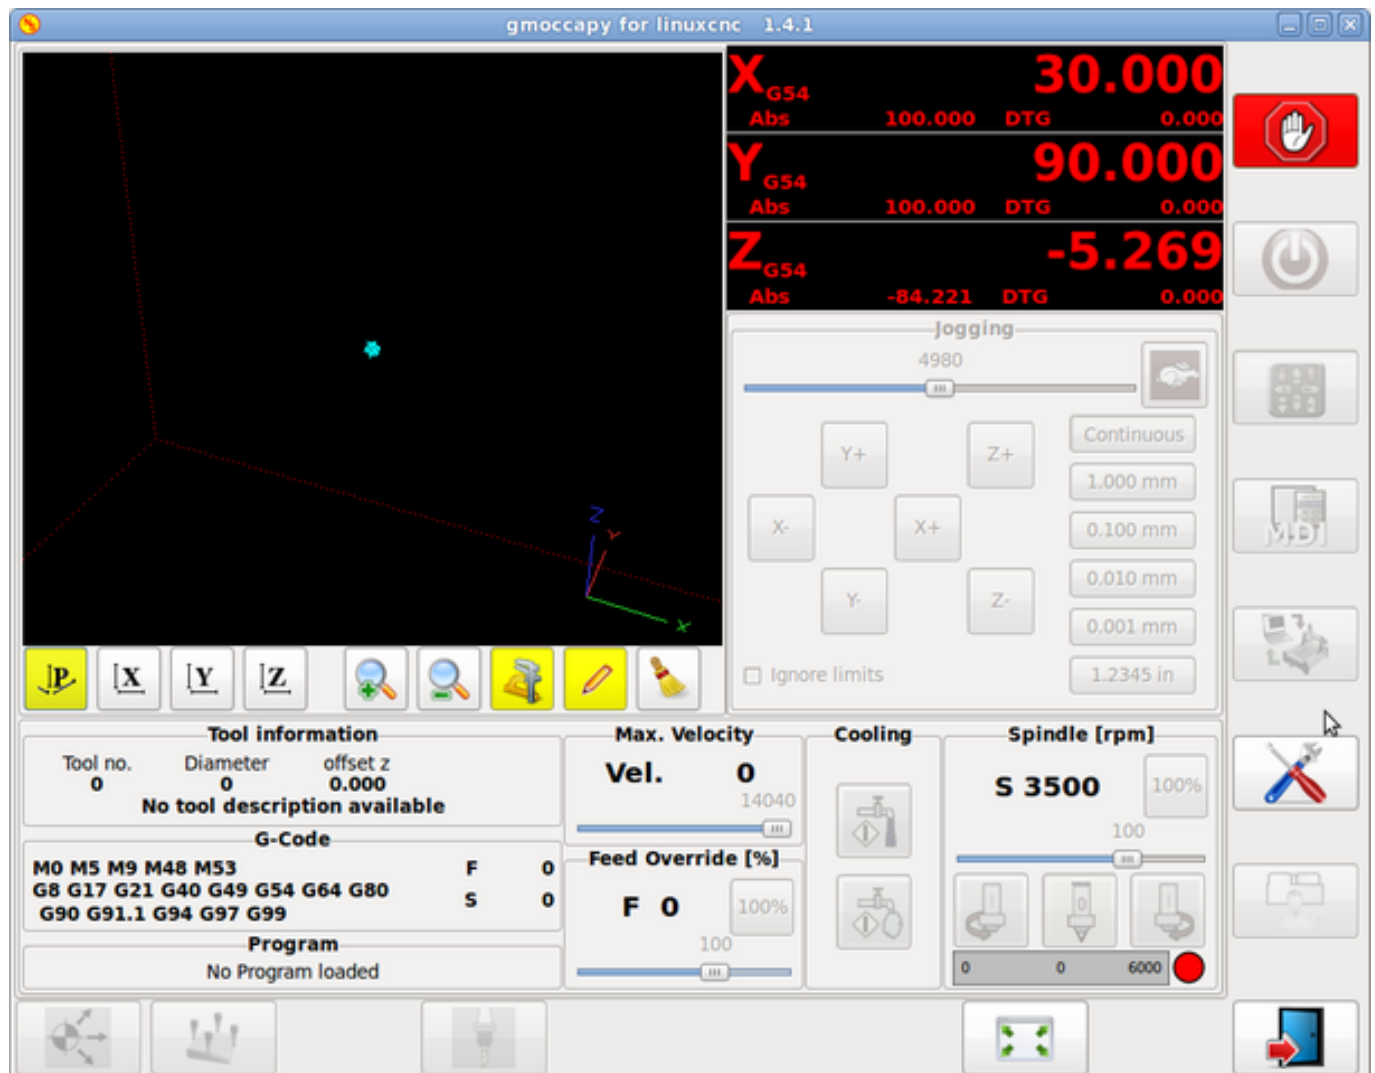 gmoccapy for linuxcnc 1.4.1
X G54 30.000
Abs 100.000 DTG 0.000
Y G54 90.000
Abs 100.000 DTG 0.000
Z G54 -5.269
Abs -84.221 DTG 0.000
Jogging
4980
Continuous
Y+ Z+
1.000 mm
X- X+
0.100 mm
0.010 mm
Y- Z-
0.001 mm
Ignore limits
1.2345 in
MDI
Z
Y
X
P X Y Z
Tool information
Tool no. Diameter offset z
0 0 0.000
No tool description available
G-Code
M0 M5 M9 M48 M53 F 0
G8 G17 G21 G40 G49 G54 G64 G80 S 0
G90 G91.1 G94 G97 G99
Program
No Program loaded
Max. Velocity
Vel. 0
14040
Feed Override [%]
F 0 100%
100
Cooling
Spindle [rpm]
S 3500 100%
100
1 0 1
0 0 6000